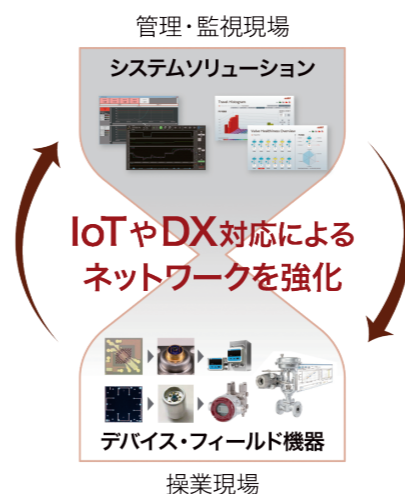 管理・監視現場
システムソリューション
IoTやDX対応による
ネットワークを強化
デバイス・フィールド機器
操業現場